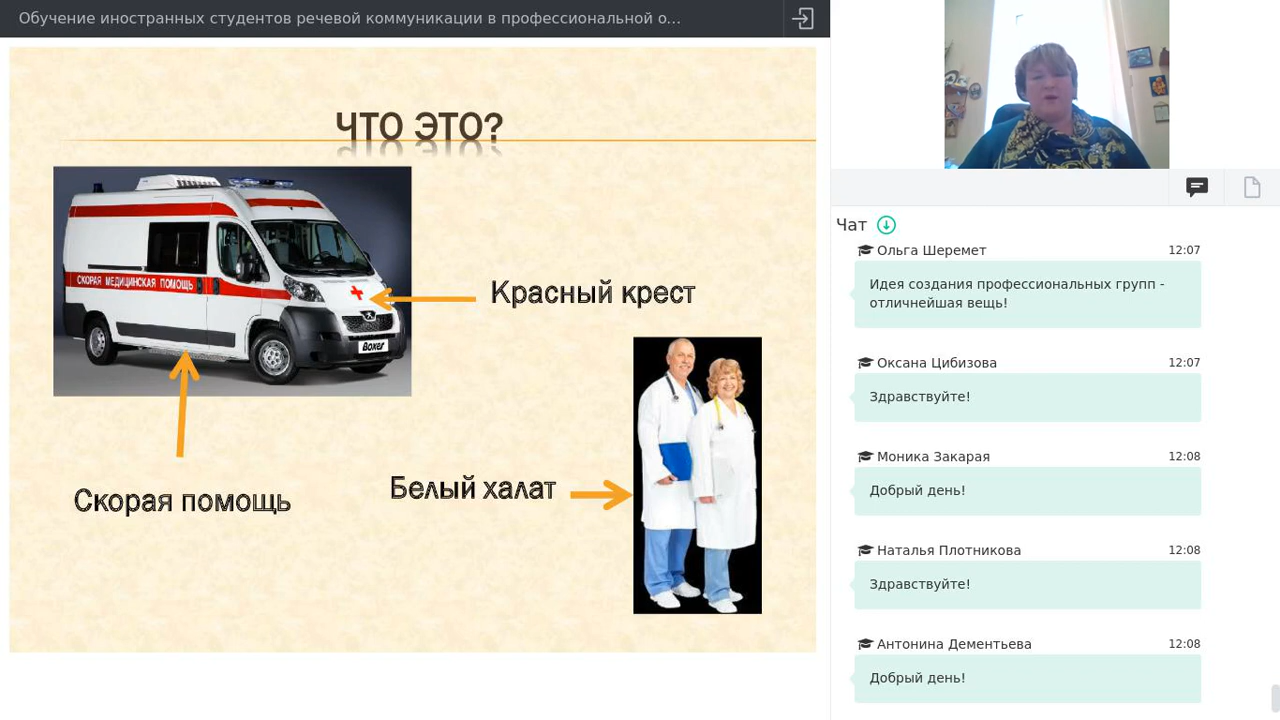 Обучение иностранных студентов речевой коммуникации в профессиональной о...
ЧТО ЭТО?
СКОРАЯ МЕДИЦИНСКАЯ ПОМОЩЬ
Boxer
Красный крест
Белый халат
Скорая помощь
Чат
Ольга Шеремет 12:07
Идея создания профессиональных групп -
отличнейшая вещь!
Оксана Цибизова 12:07
Здравствуйте!
Моника Закарая 12:08
Добрый день!
Наталья Плотникова 12:08
Здравствуйте!
Антонина Дементьева 12:08
Добрый день!